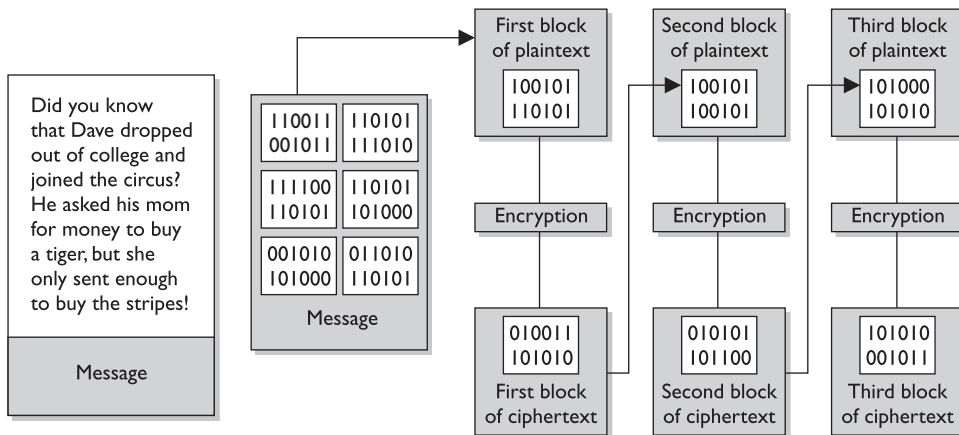 Did you know
that Dave dropped
out of college and
joined the circus?
He asked his mom
for money to buy
a tiger, but she
only sent enough
to buy the stripes!
Message
110011 110101
001011 111010
111100 110101
110101 101000
001010 011010
101000 110101
Message
First block
of plaintext
100101
110101
Encryption
010011
101010
First block
of ciphertext
Second block
of plaintext
100101
100101
Encryption
010101
101100
Second block
of ciphertext
Third block
of plaintext
101000
101010
Encryption
101010
001011
Third block
of ciphertext